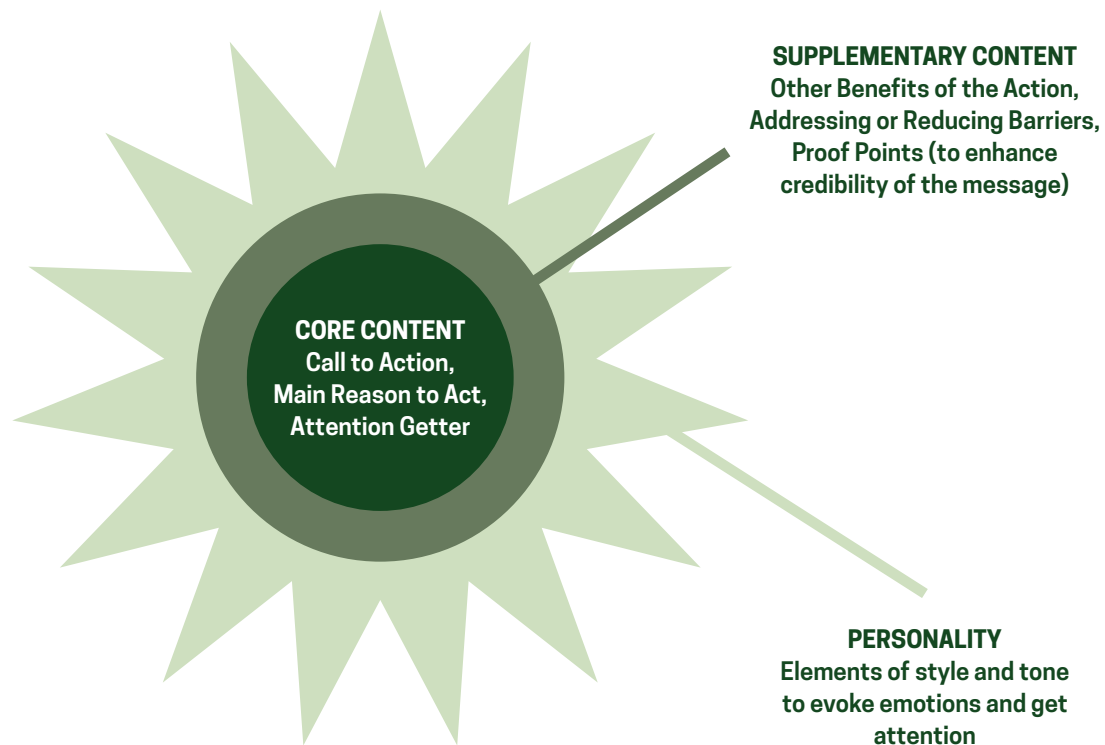 SUPPLEMENTARY CONTENT
Other Benefits of the Action,
Addressing or Reducing Barriers,
Proof Points (to enhance
credibility of the message)
CORE CONTENT
Call to Action,
Main Reason to Act,
Attention Getter
PERSONALITY
Elements of style and tone
to evoke emotions and get
attention